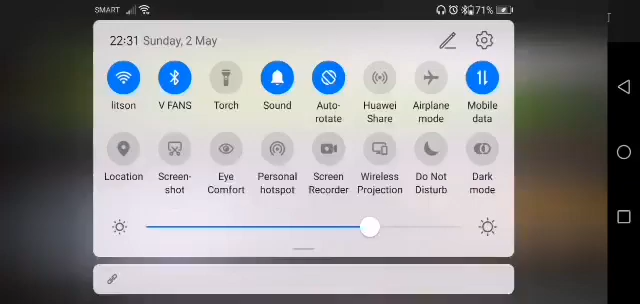 SMART 71%
22:31 Sunday, 2 May
litson V FANS Torch Sound Auto-rotate Huawei Share Airplane mode Mobile data
Location Screen-shot Eye Comfort Personal hotspot Screen Recorder Wireless Projection Do Not Disturb Dark mode